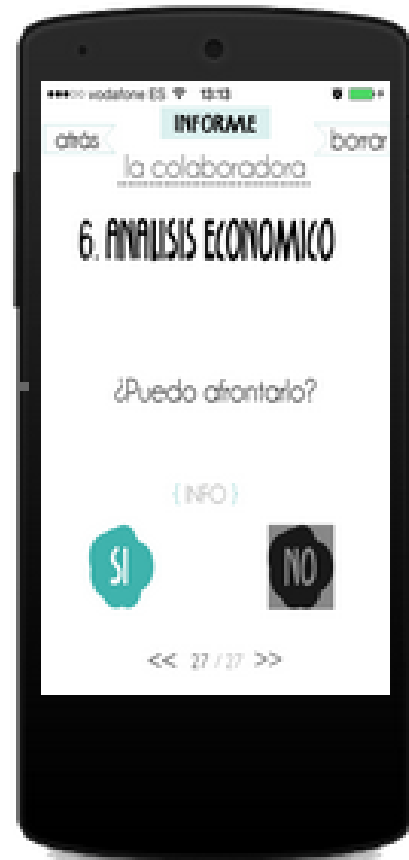 vodafone ES 13:13
INFORME
atrás borrar
la colaboradora
6. ANALISIS ECONOMICO
¿Puedo afrontarlo?
{ INFO }
SI NO
<< 27 / 27 >>